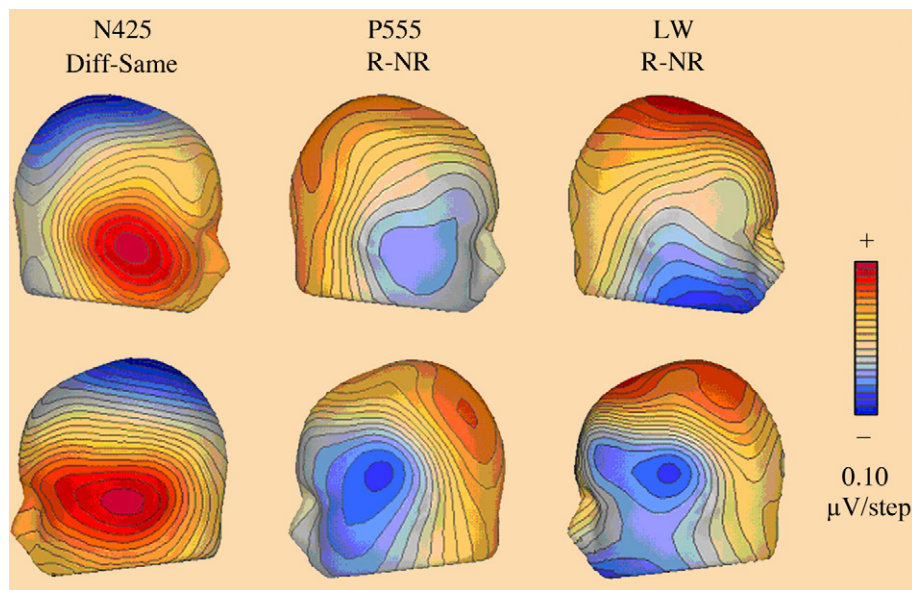 N425
Diff-Same
P555
R-NR
LW
R-NR
+
−
0.10
µV/step